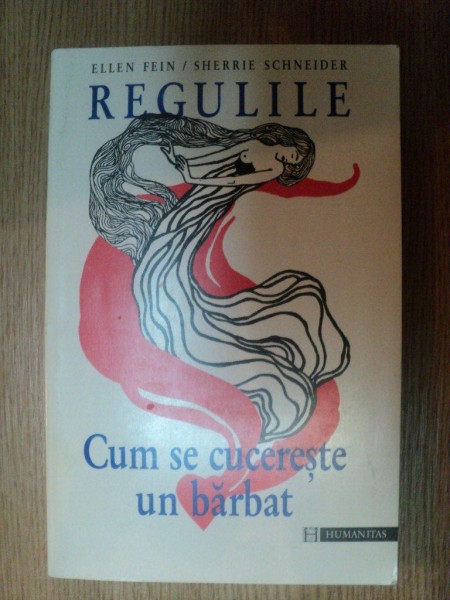 ELLEN FEIN / SHERRIE SCHNEIDER
REGULILE
Cum se cucerește
un bărbat
HUMANITAS